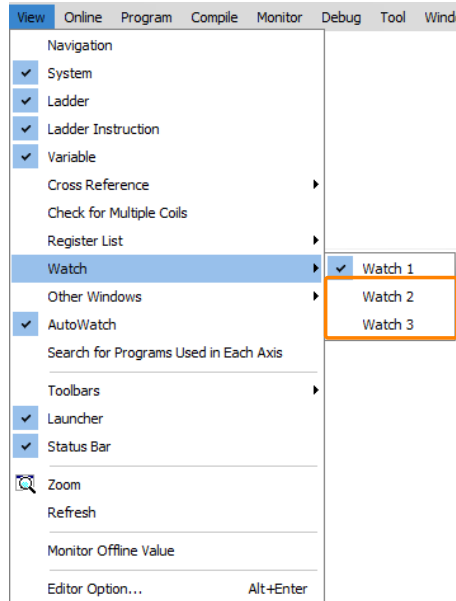 View Online Program Compile Monitor Debug Tool
Navigation
System
Ladder
Ladder Instruction
Variable
Cross Reference
Check for Multiple Coils
Register List
Watch
Watch 1
Other Windows
Watch 2
AutoWatch
Watch 3
Search for Programs Used in Each Axis
Toolbars
Launcher
Status Bar
Zoom
Refresh
Monitor Offline Value
Editor Option... Alt+Enter